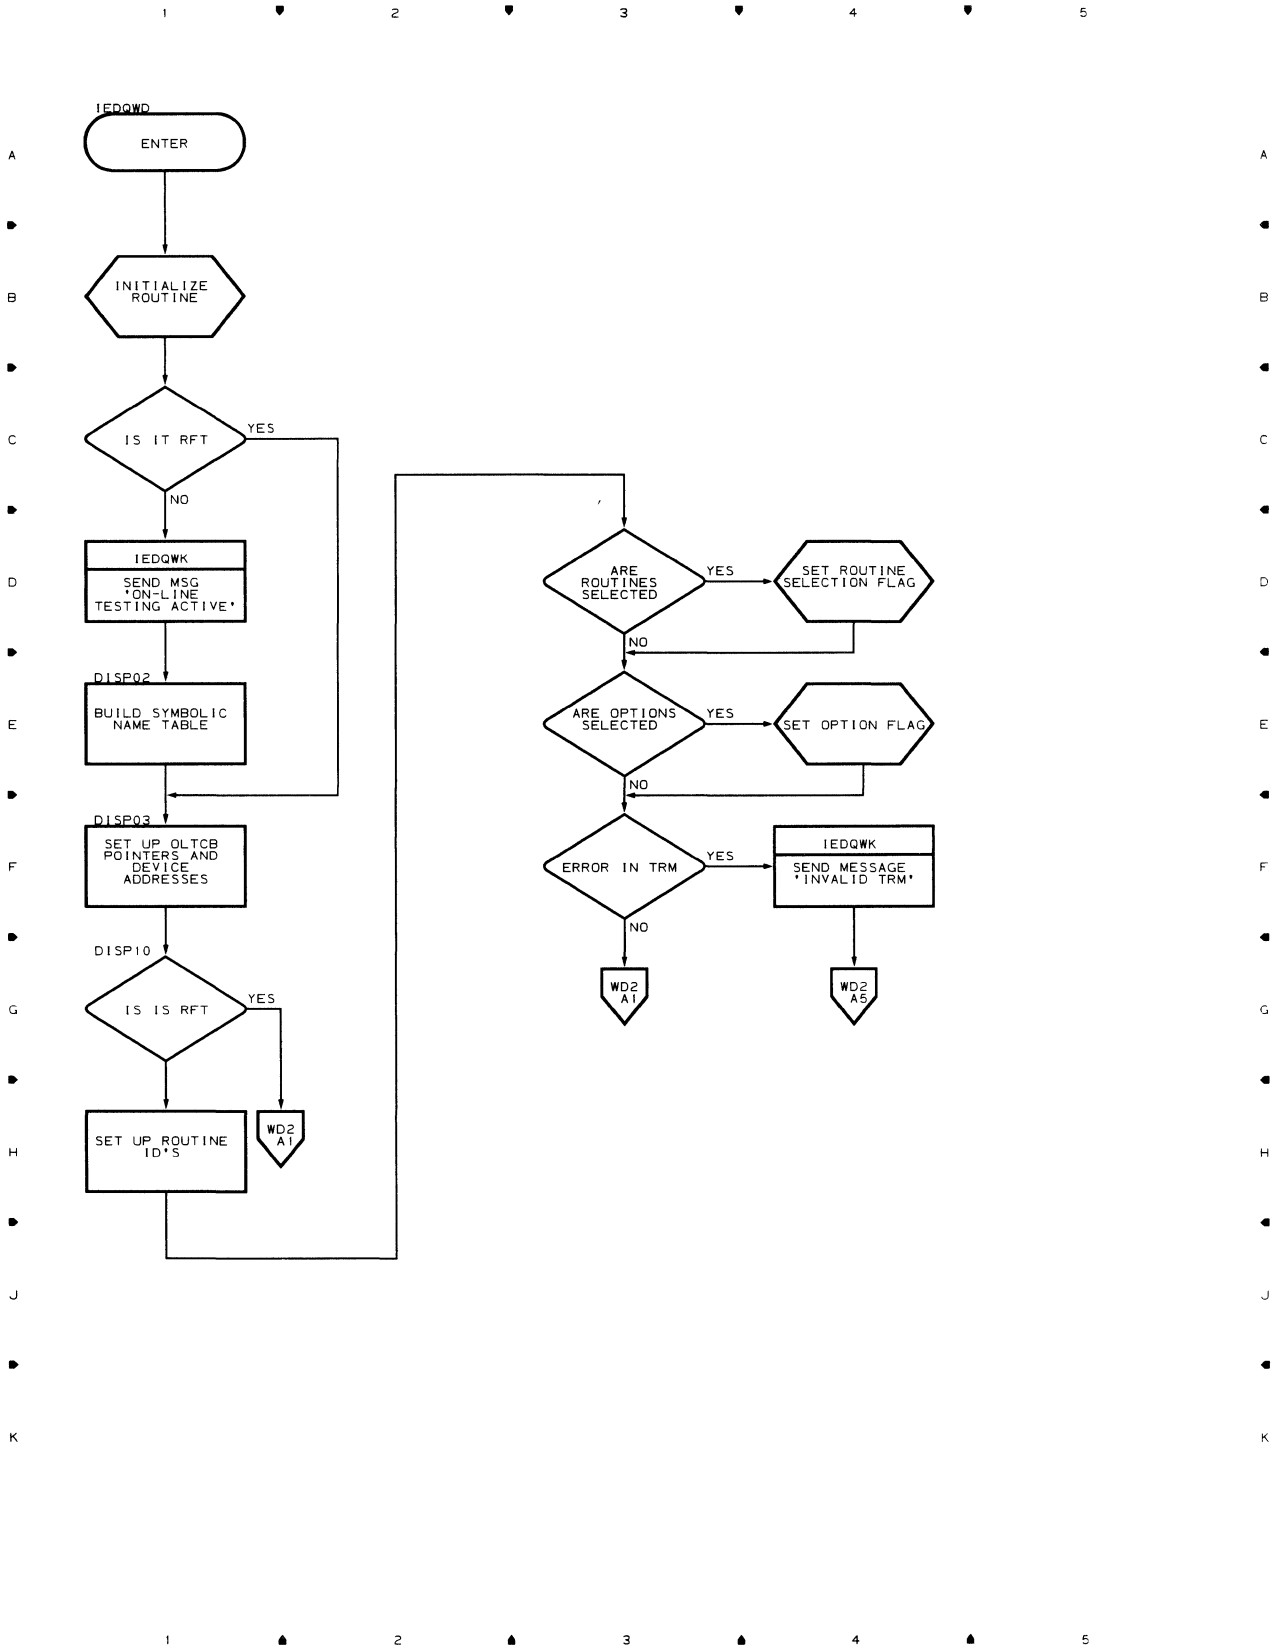 1 2 3 4 5
IEDQWD
ENTER
A A
INITIALIZE
ROUTINE
B B
YES
IS IT RFT
C C
NO
IEDQWK
SEND MSG
'ON-LINE
TESTING ACTIVE'
D D
ARE
ROUTINES
SELECTED
YES
SET ROUTINE
SELECTION FLAG
NO
DISP02
BUILD SYMBOLIC
NAME TABLE
E E
ARE OPTIONS
SELECTED
YES
SET OPTION FLAG
NO
DISP03
SET UP OLTCB
POINTERS AND
DEVICE
ADDRESSES
F F
ERROR IN TRM
YES
IEDQWK
SEND MESSAGE
'INVALID TRM'
NO
DISP10
IS IS RFT
YES
G G
WD2
A1
WD2
A5
SET UP ROUTINE
ID'S
WD2
A1
H H
J J
K K
1 2 3 4 5